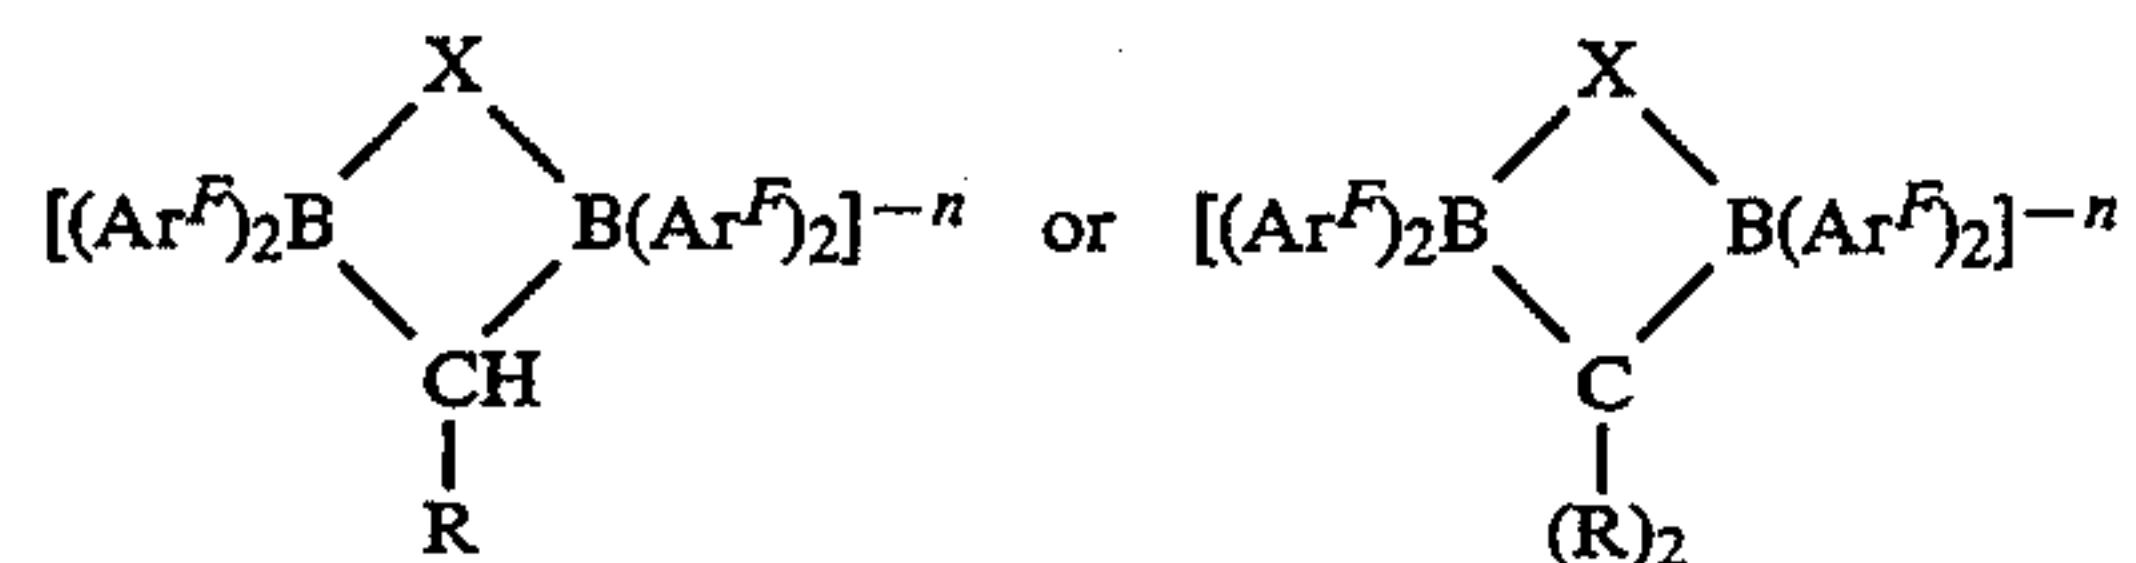 X X
[(Ar^F)₂B B(Ar^F)₂]^−n or [(Ar^F)₂B B(Ar^F)₂]^−n
CH C
R (R)₂